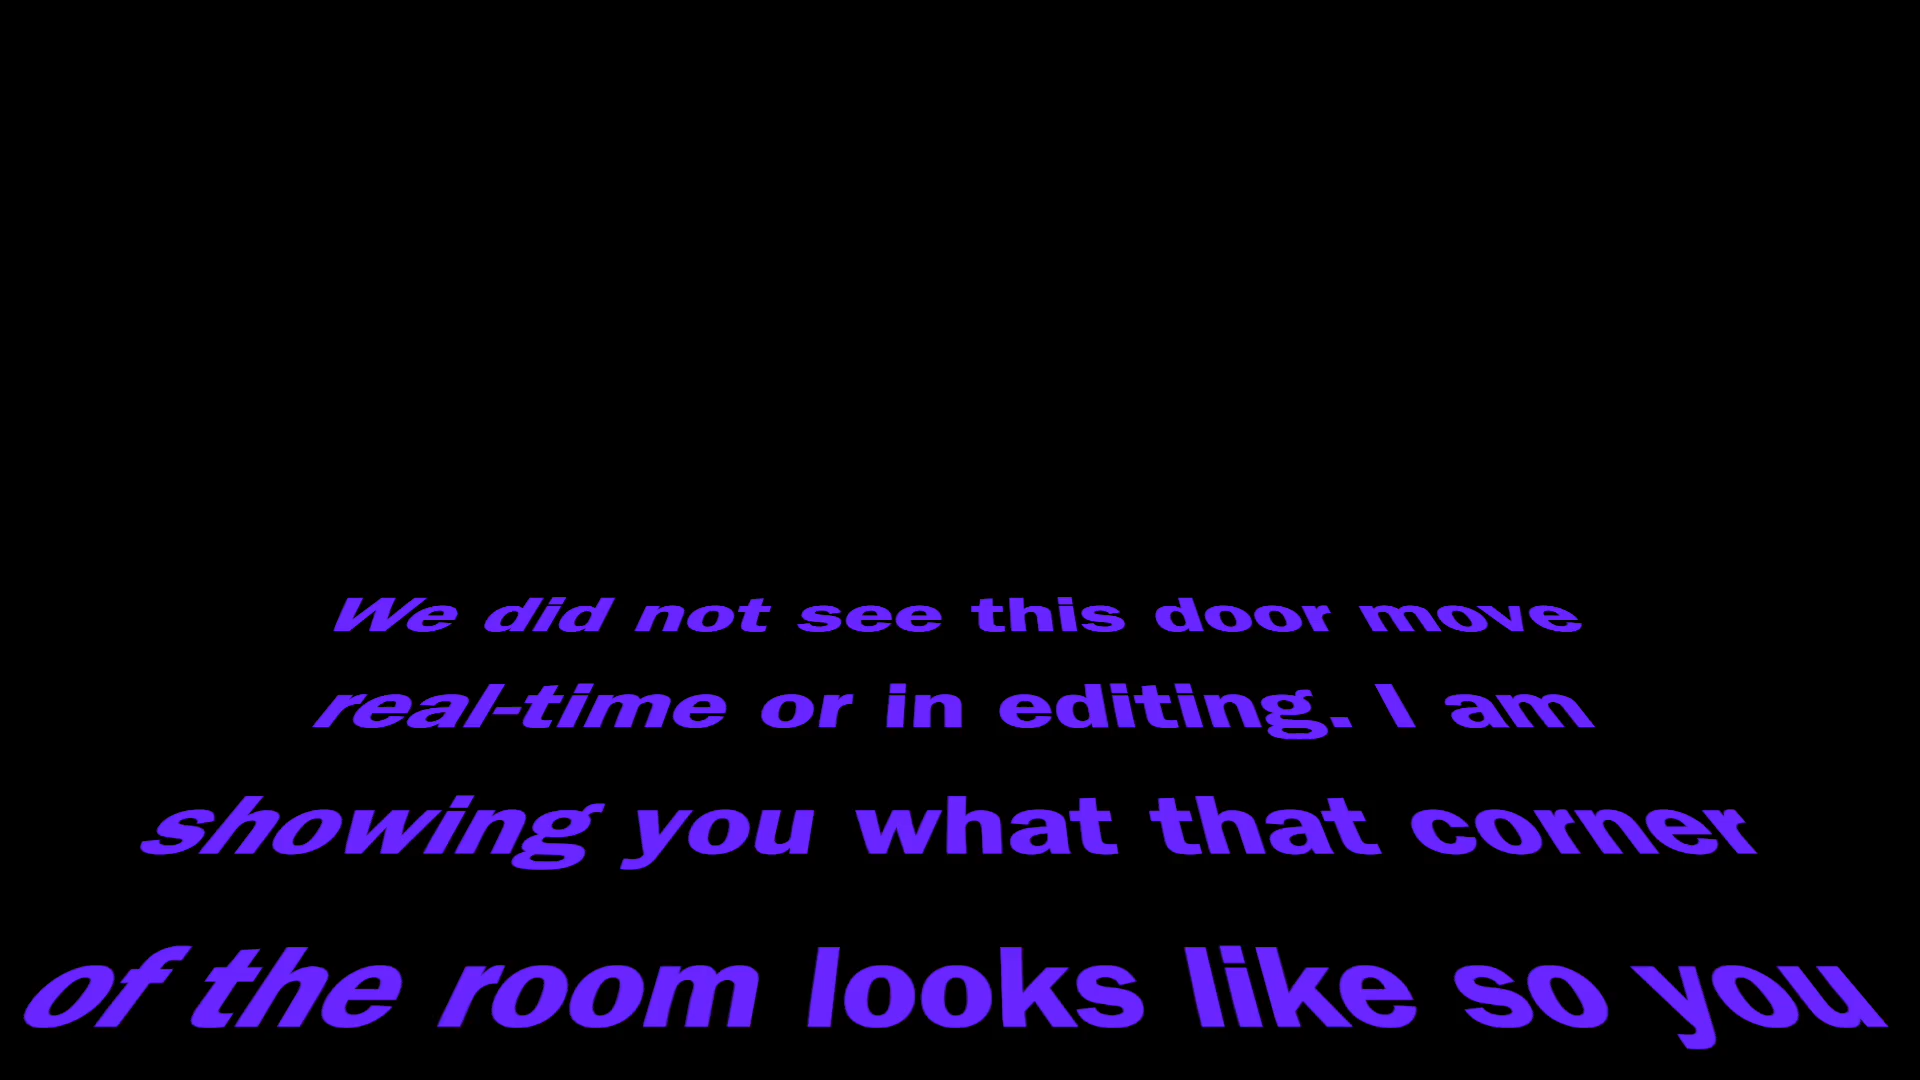 We did not see this door move
real-time or in editing. I am
showing you what that corner
of the room looks like so you